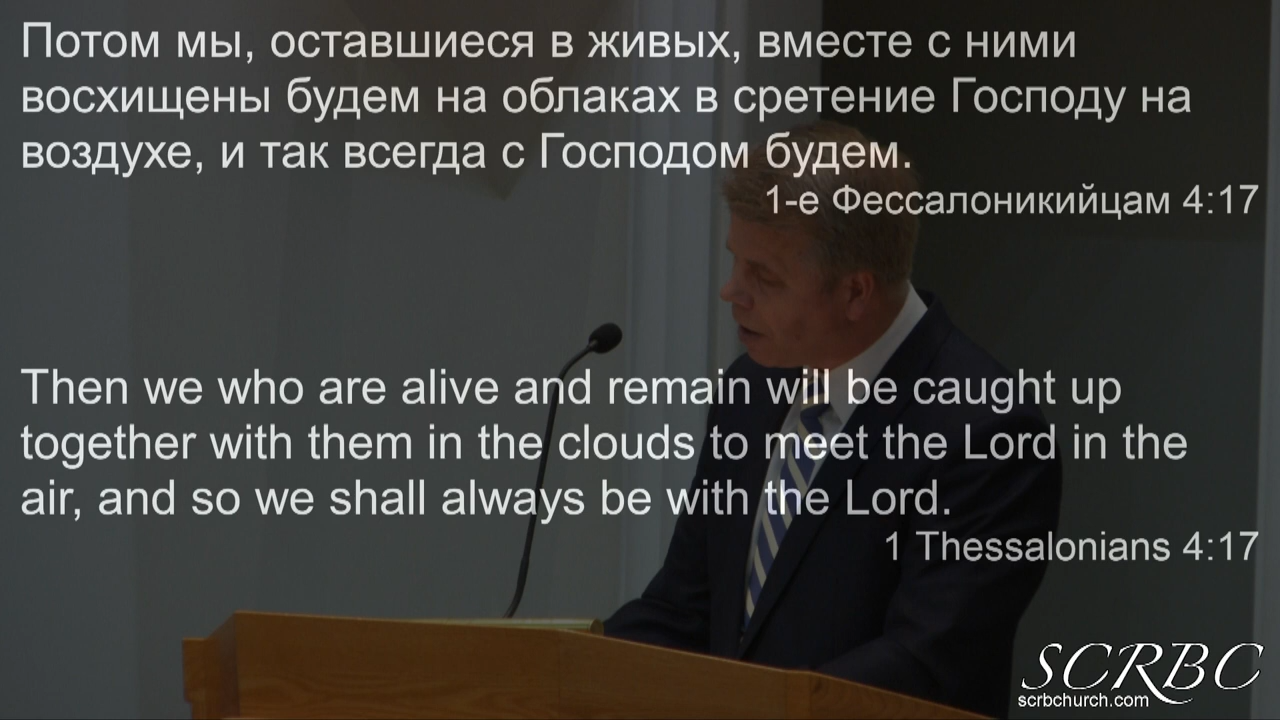 Потом мы, оставшиеся в живых, вместе с ними
восхищены будем на облаках в сретение Господу на
воздухе, и так всегда с Господом будем.
1-е Фессалоникийцам 4:17
Then we who are alive and remain will be caught up
together with them in the clouds to meet the Lord in the
air, and so we shall always be with the Lord.
1 Thessalonians 4:17
SCRBC
scrbchurch.com